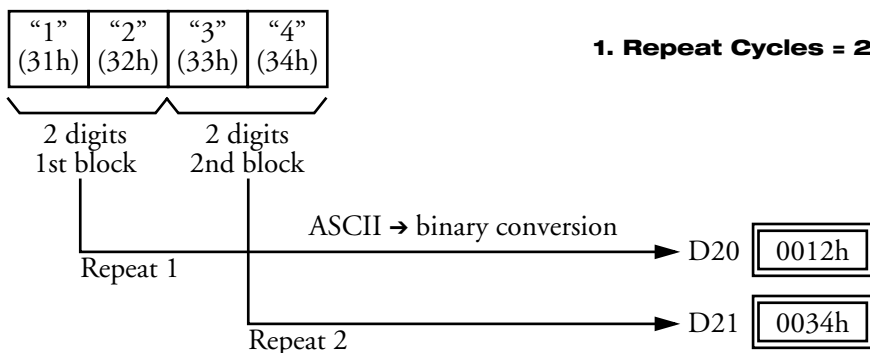 “1” “2” “3” “4”
(31h) (32h) (33h) (34h)
1. Repeat Cycles = 2
2 digits 2 digits
1st block 2nd block
ASCII ➔ binary conversion
D20 0012h
Repeat 1
D21 0034h
Repeat 2